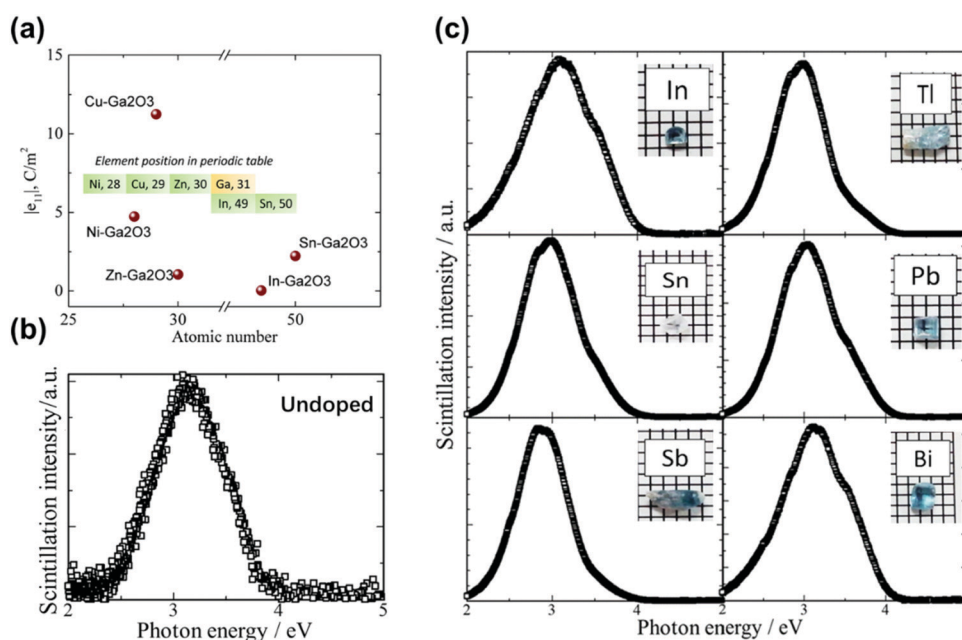 (a)
15
10
5
0
|e11|, C/m²
Cu-Ga2O3
Element position in periodic table
Ni, 28 Cu, 29 Zn, 30 Ga, 31
In, 49 Sn, 50
Ni-Ga2O3
Sn-Ga2O3
Zn-Ga2O3
In-Ga2O3
25 30 50
Atomic number
(b)
Undoped
Scintillation intensity/a.u.
2 3 4 5
Photon energy / eV
(c)
In
Tl
Sn
Pb
Sb
Bi
Scintillation intensity / a.u.
2 3 4 2 3 4
Photon energy / eV